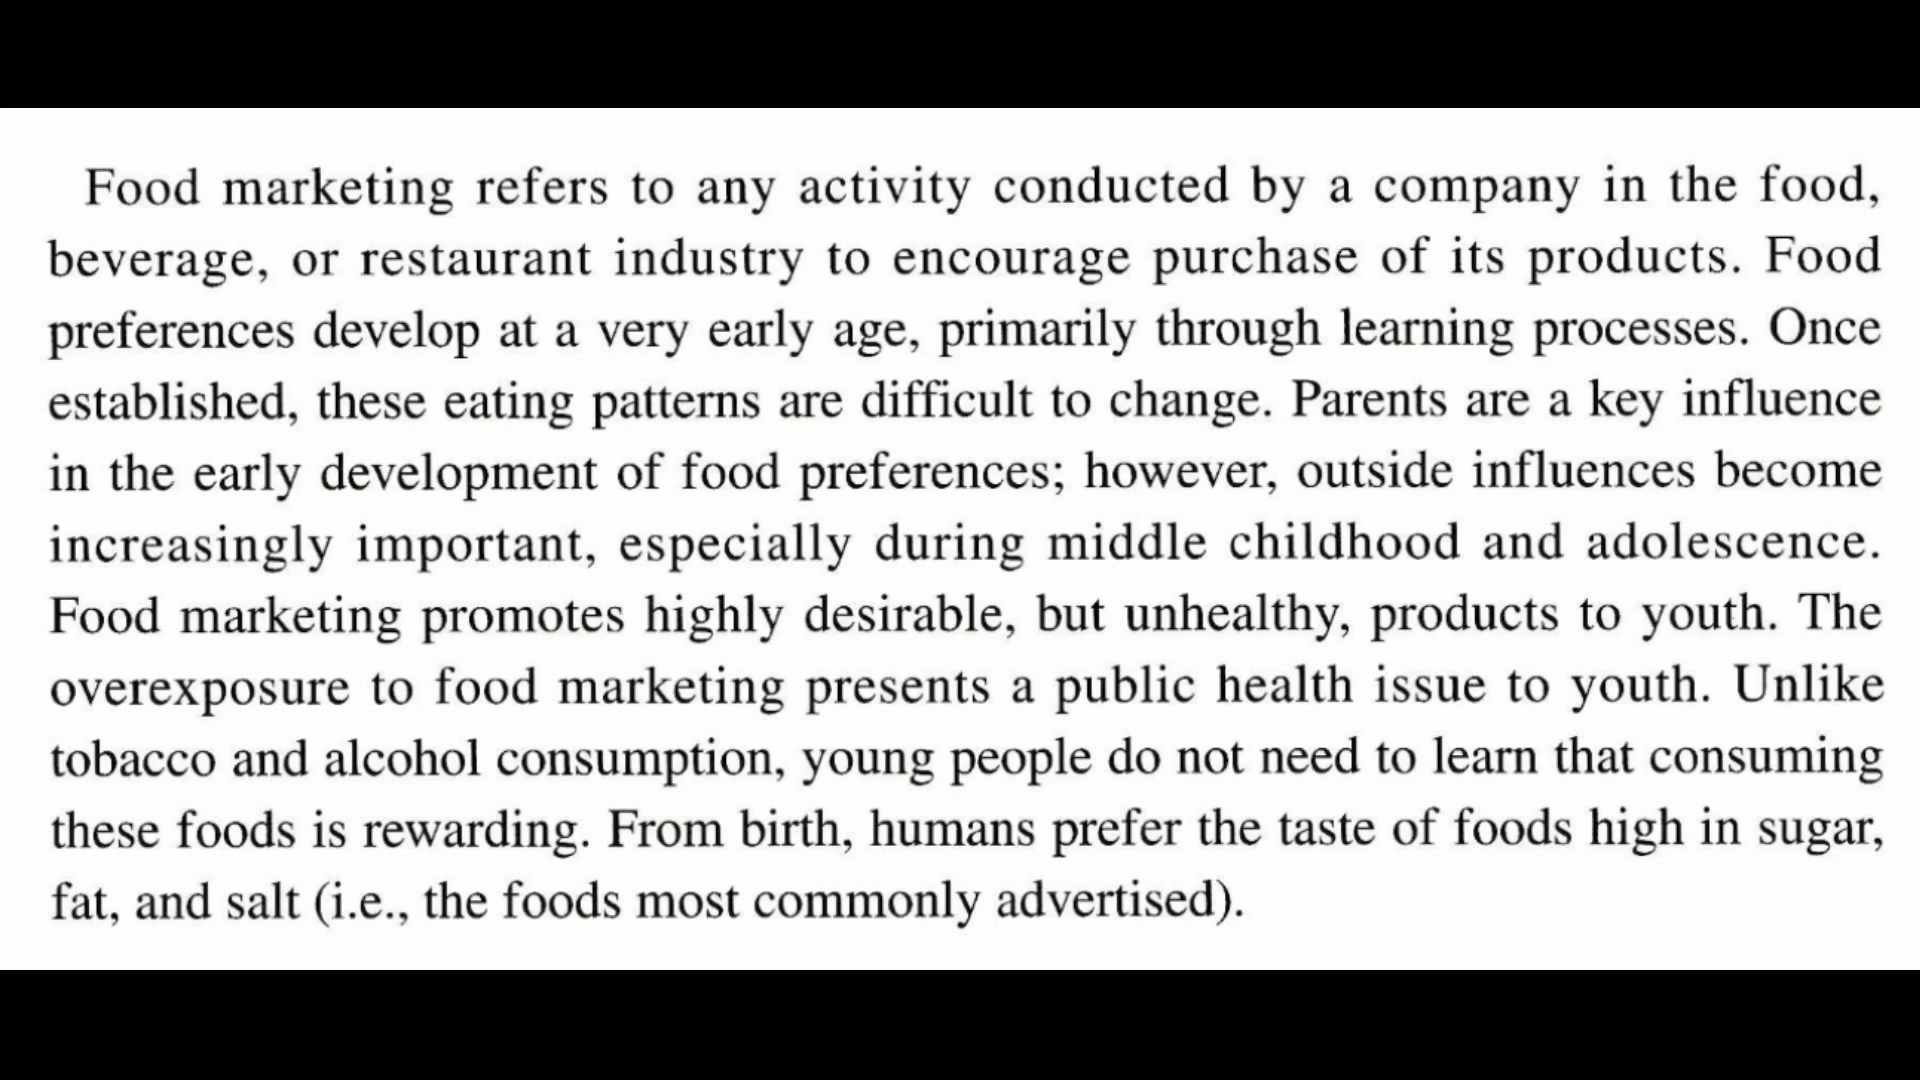 Food marketing refers to any activity conducted by a company in the food,
beverage, or restaurant industry to encourage purchase of its products. Food
preferences develop at a very early age, primarily through learning processes. Once
established, these eating patterns are difficult to change. Parents are a key influence
in the early development of food preferences; however, outside influences become
increasingly important, especially during middle childhood and adolescence.
Food marketing promotes highly desirable, but unhealthy, products to youth. The
overexposure to food marketing presents a public health issue to youth. Unlike
tobacco and alcohol consumption, young people do not need to learn that consuming
these foods is rewarding. From birth, humans prefer the taste of foods high in sugar,
fat, and salt (i.e., the foods most commonly advertised).